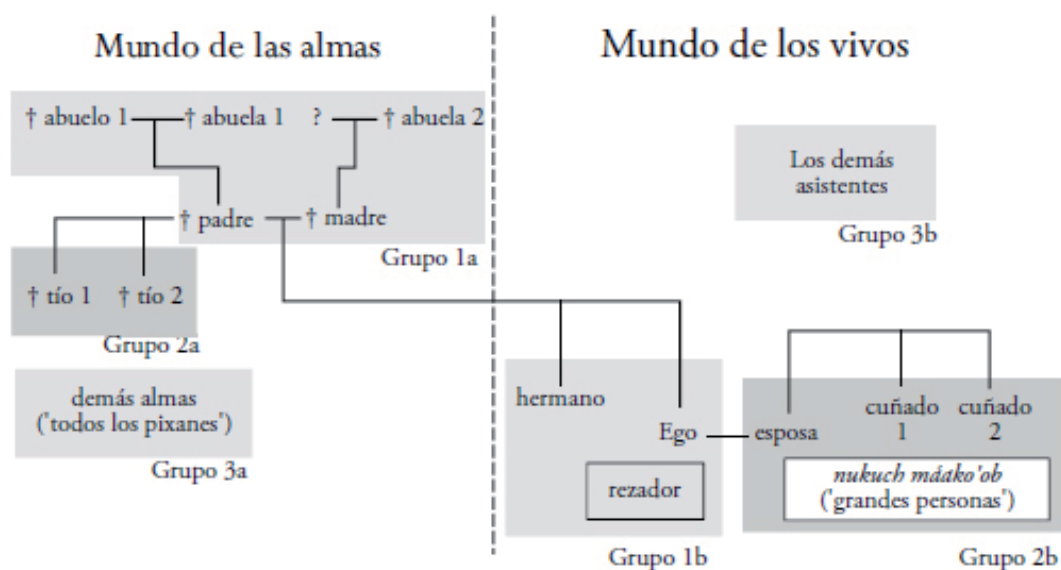 Mundo de las almas
† abuelo 1 † abuela 1 ? † abuela 2
† padre † madre
Grupo 1a
† tío 1 † tío 2
Grupo 2a
demás almas
('todos los pixanes')
Grupo 3a
Mundo de los vivos
Los demás
asistentes
Grupo 3b
hermano
Ego
rezador
Grupo 1b
esposa
cuñado
1
cuñado
2
nukuch máako'ob
('grandes personas')
Grupo 2b